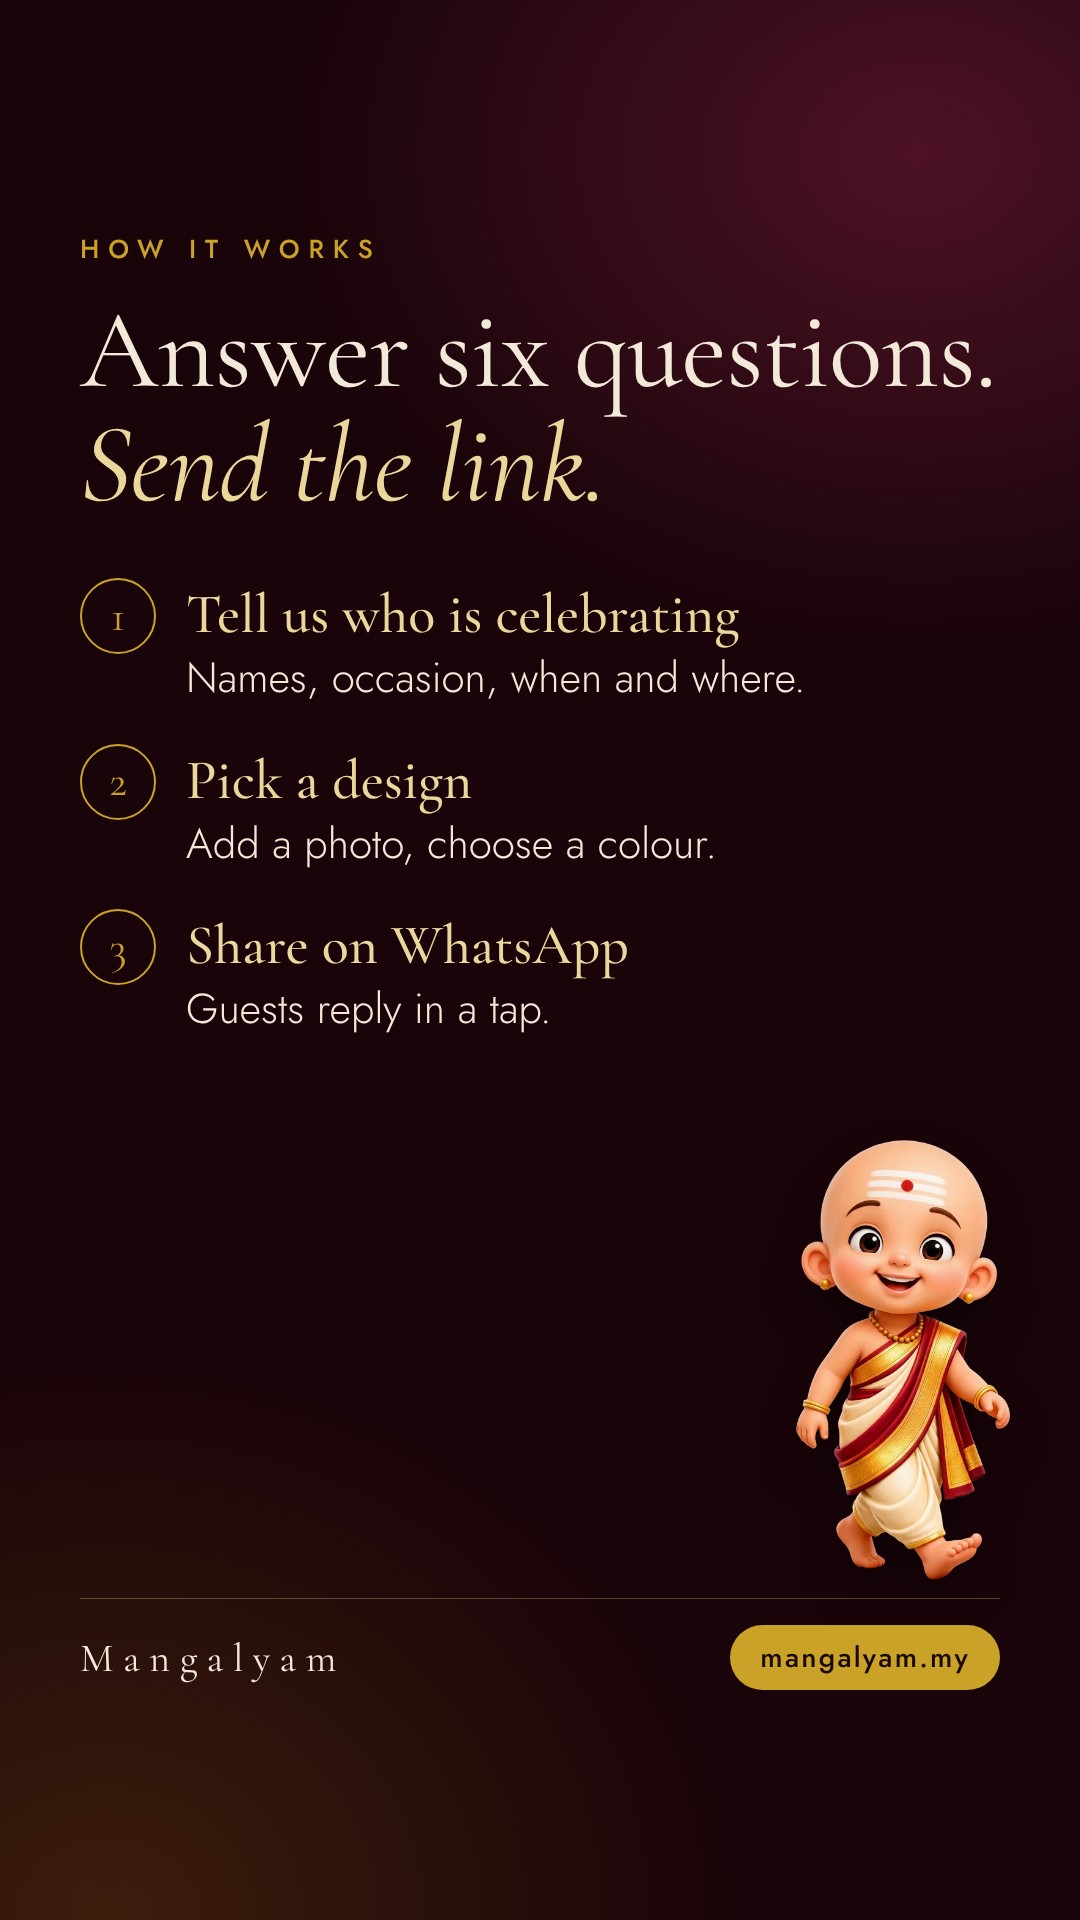 HOW IT WORKS
Answer six questions.
Send the link.
1 Tell us who is celebrating
Names, occasion, when and where.
2 Pick a design
Add a photo, choose a colour.
3 Share on WhatsApp
Guests reply in a tap.
Mangalyam
mangalyam.my